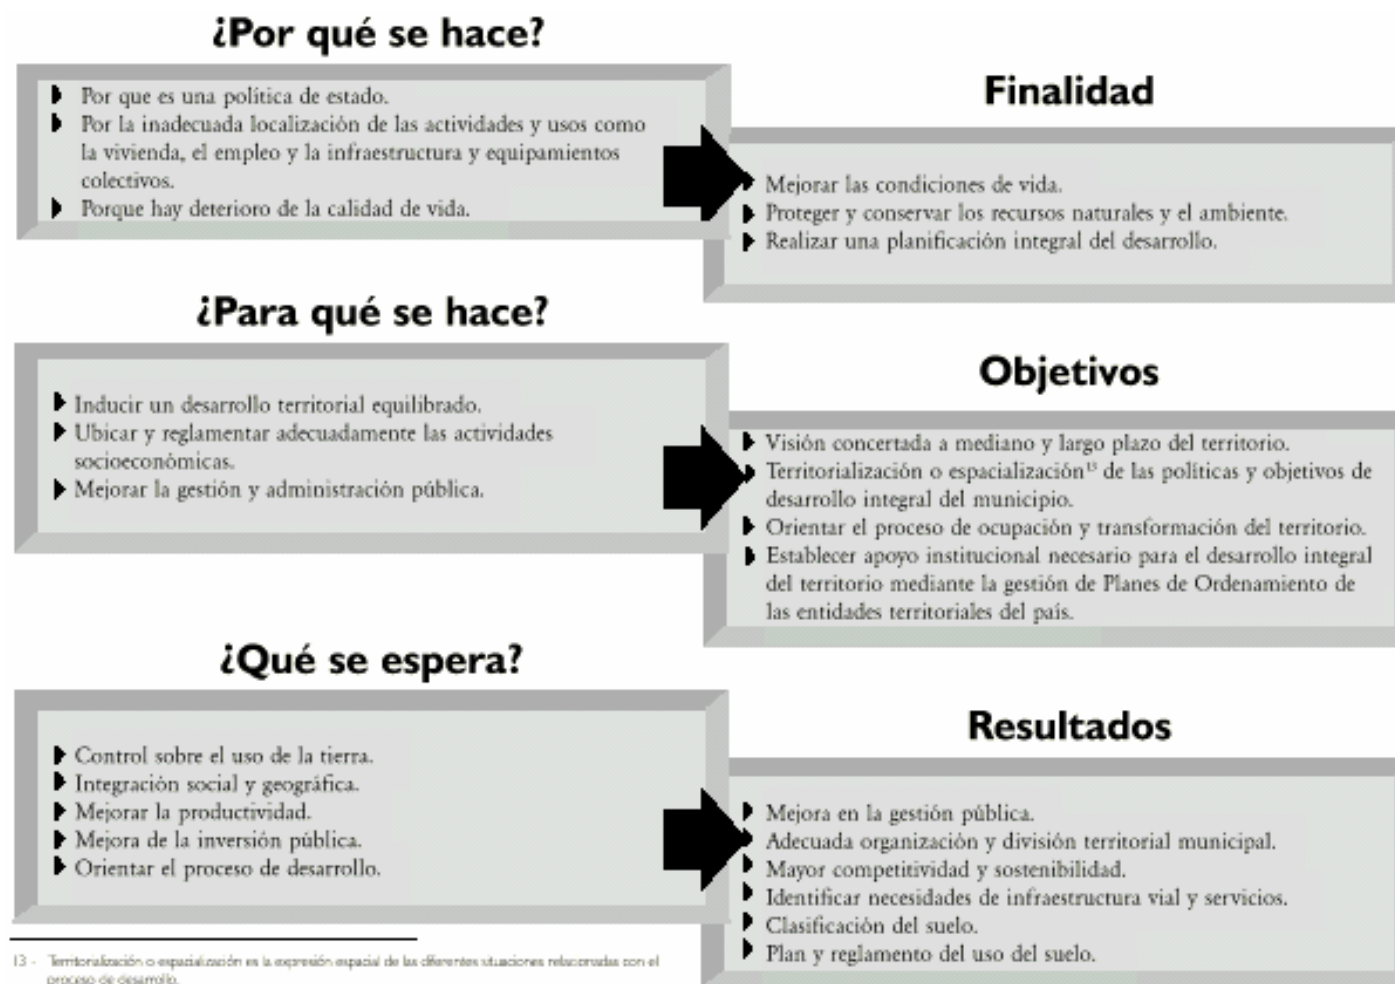 ¿Por qué se hace?
Por que es una política de estado.
Por la inadecuada localización de las actividades y usos como
la vivienda, el empleo y la infraestructura y equipamientos
colectivos.
Porque hay deterioro de la calidad de vida.
Finalidad
Mejorar las condiciones de vida.
Proteger y conservar los recursos naturales y el ambiente.
Realizar una planificación integral del desarrollo.
¿Para qué se hace?
Inducir un desarrollo territorial equilibrado.
Ubicar y reglamentar adecuadamente las actividades
socioeconómicas.
Mejorar la gestión y administración pública.
Objetivos
Visión concertada a mediano y largo plazo del territorio.
Territorialización o espacialización¹³ de las políticas y objetivos de
desarrollo integral del municipio.
Orientar el proceso de ocupación y transformación del territorio.
Establecer apoyo institucional necesario para el desarrollo integral
del territorio mediante la gestión de Planes de Ordenamiento de
las entidades territoriales del país.
¿Qué se espera?
Control sobre el uso de la tierra.
Integración social y geográfica.
Mejorar la productividad.
Mejora de la inversión pública.
Orientar el proceso de desarrollo.
Resultados
Mejora en la gestión pública.
Adecuada organización y división territorial municipal.
Mayor competitividad y sostenibilidad.
Identificar necesidades de infraestructura vial y servicios.
Clasificación del suelo.
Plan y reglamento del uso del suelo.
13 - Territorialización o espacialización es la expresión espacial de las diferentes situaciones relacionadas con el
proceso de desarrollo.